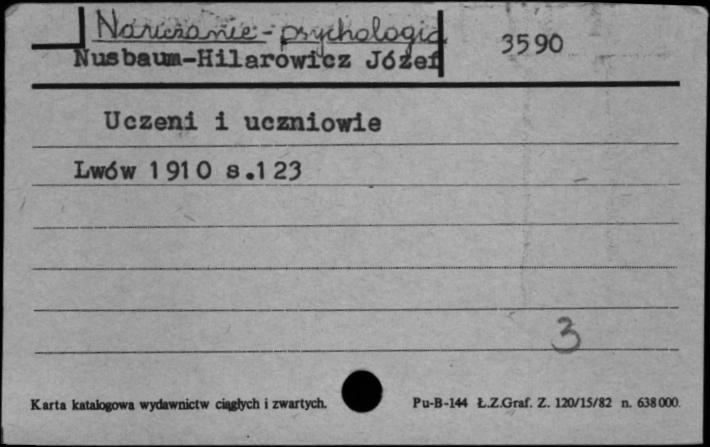 Nauczanie - psychologia
3590
Nusbaum-Hilarowicz Józef
Uczeni i uczniowie
Lwów 1910 s.123
3
Karta katalogowa wydawnictw ciągłych i zwartych.
Pu-B-144 Ł.Z.Graf. Z. 120/15/82 n. 638000.